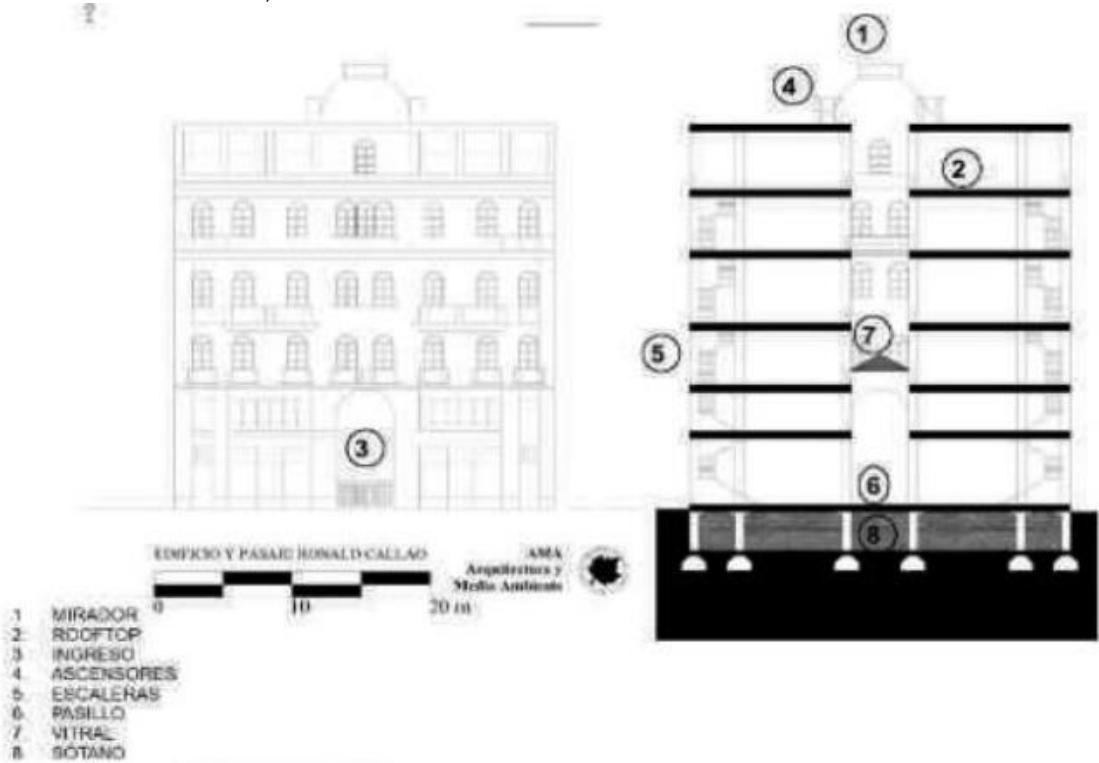 ?
1
4
2
7
5
3
6
8
EDIFICIO Y PASAJE RONALD CALLAO
AMA
Arquitectura y
Medio Ambiente
0 10 20 m
1 MIRADOR
2 ROOFTOP
3 INGRESO
4 ASCENSORES
5 ESCALERAS
6 PASILLO
7 VITRAL
8 SÓTANO